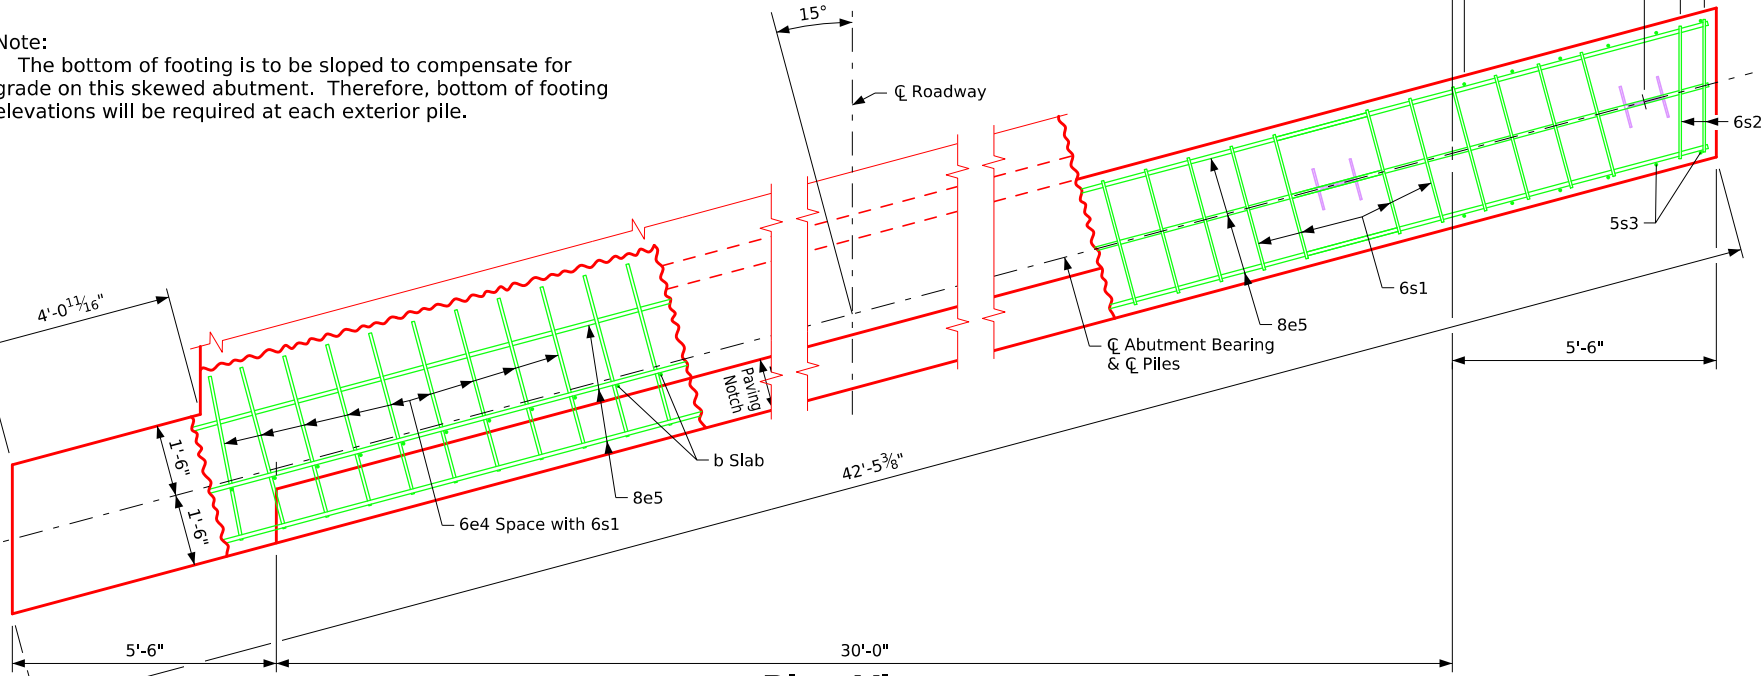 Note:
The bottom of footing is to be sloped to compensate for
grade on this skewed abutment. Therefore, bottom of footing
elevations will be required at each exterior pile.
15°
℄ Roadway
6s2
5s3
6s1
8e5
℄ Abutment Bearing
& ℄ Piles
5'-6"
4'-0 11/16"
1'-6"
1'-6"
Paving
Notch
b Slab
8e5
6e4 Space with 6s1
42'-5 3/8"
5'-6"
30'-0"